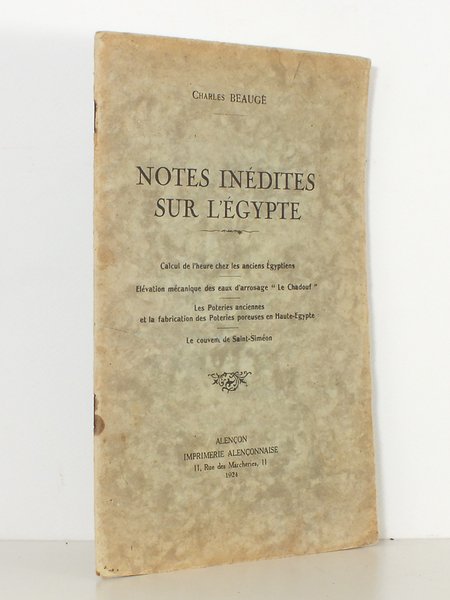 Charles BEAUGÉ
NOTES INÉDITES
SUR L'ÉGYPTE
Calcul de l'heure chez les anciens Égyptiens
Elévation mécanique des eaux d'arrosage " Le Chadouf "
Les Poteries anciennes
et la fabrication des Poteries poreuses en Haute-Egypte
Le couvent de Saint-Siméon
ALENÇON
IMPRIMERIE ALENÇONNAISE
11, Rue des Marcheries, 11
1924